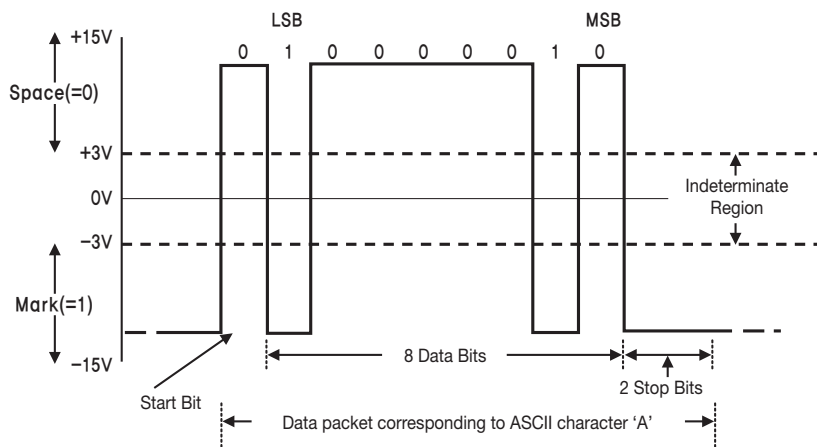 LSB MSB
+15V
0 1 0 0 0 0 0 1 0
Space(=0)
+3V
Indeterminate
Region
0V
−3V
Mark(=1)
−15V
8 Data Bits
2 Stop Bits
Start Bit
Data packet corresponding to ASCII character ‘A’